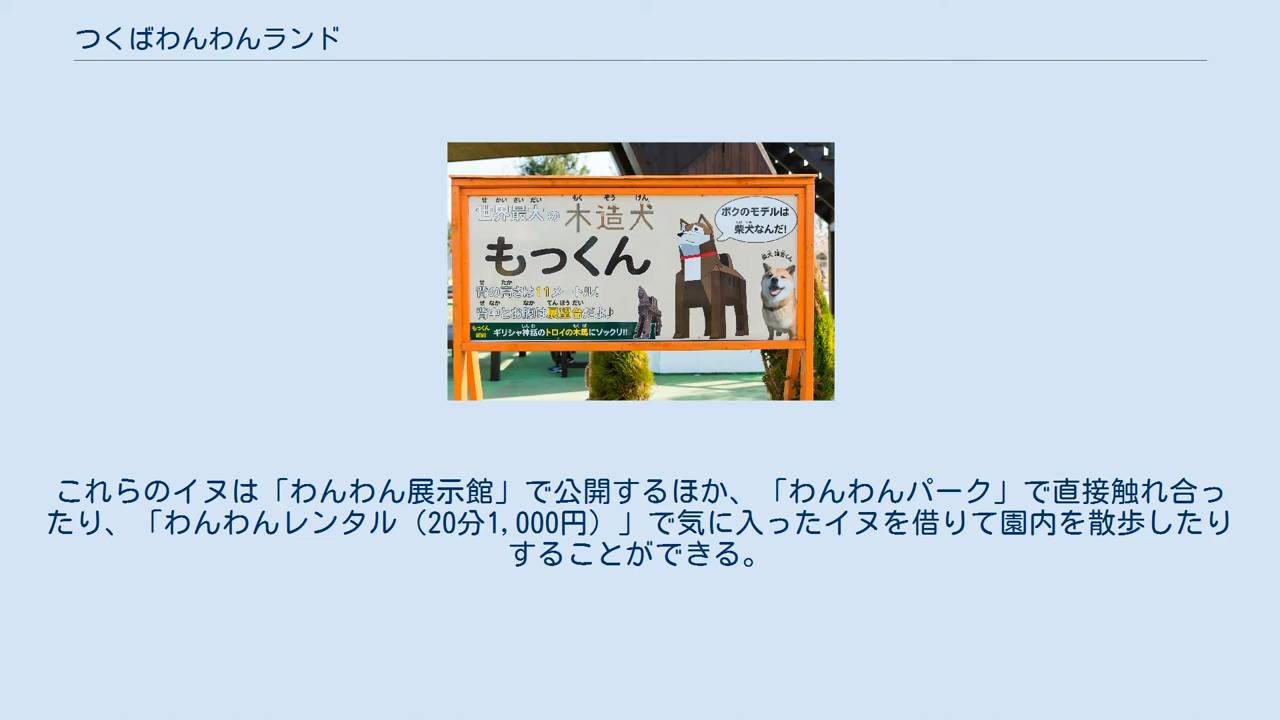 つくばわんわんランド
世界最大の木造犬
もっくん
ボクのモデルは
柴犬なんだ!
背の高さは11メートル!
背中とお腹は展望台だよ♪
ギリシャ神話のトロイの木馬にソックリ!!
これらのイヌは「わんわん展示館」で公開するほか、「わんわんパーク」で直接触れ合っ
たり、「わんわんレンタル（20分1,000円）」で気に入ったイヌを借りて園内を散歩したり
することができる。